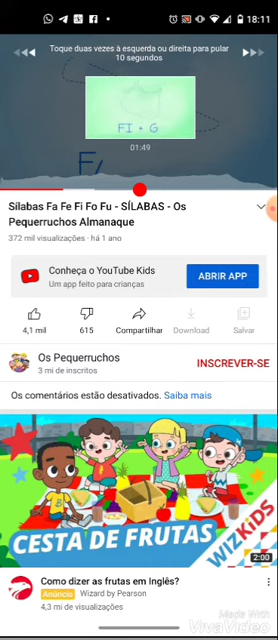 18:11
Toque duas vezes à esquerda ou direita para pular
10 segundos
FI + G
01:49
Sílabas Fa Fe Fi Fo Fu - SÍLABAS - Os
Pequerruchos Almanaque
372 mil visualizações · há 1 ano
Conheça o YouTube Kids
Um app feito para crianças
ABRIR APP
4,1 mil
615
Compartilhar
Download
Salvar
Os Pequerruchos
3 mi de inscritos
INSCREVER-SE
Os comentários estão desativados. Saiba mais
CESTA DE FRUTAS
WIZKIDS
2:00
Como dizer as frutas em Inglês?
Anúncio Wizard by Pearson
4,3 mi de visualizações
Made With
VivaVideo